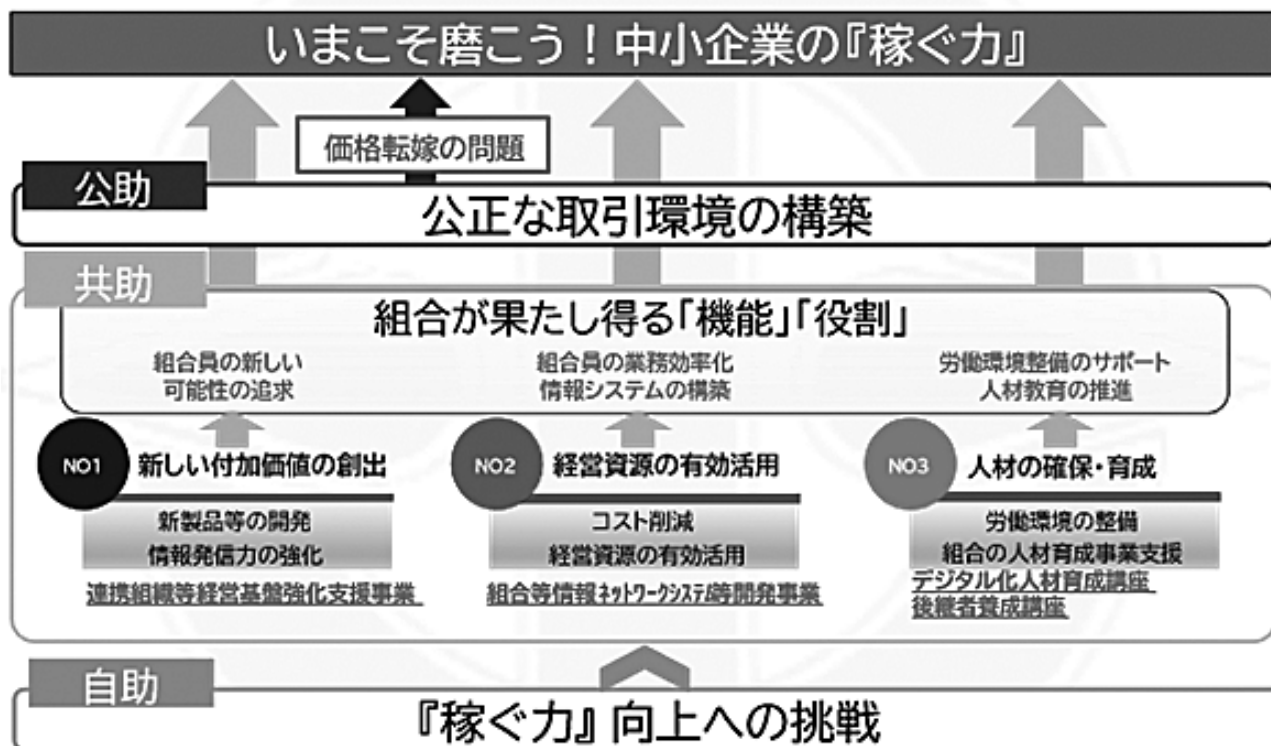 いまこそ磨こう！中小企業の『稼ぐ力』
価格転嫁の問題
公助
公正な取引環境の構築
共助
組合が果たし得る「機能」「役割」
組合員の新しい
可能性の追求
組合員の業務効率化
情報システムの構築
労働環境整備のサポート
人材教育の推進
NO1
新しい付加価値の創出
新製品等の開発
情報発信力の強化
連携組織等経営基盤強化支援事業
NO2
経営資源の有効活用
コスト削減
経営資源の有効活用
組合等情報ネットワークシステム等開発事業
NO3
人材の確保・育成
労働環境の整備
組合の人材育成事業支援
デジタル化人材育成講座
後継者養成講座
自助
『稼ぐ力』向上への挑戦